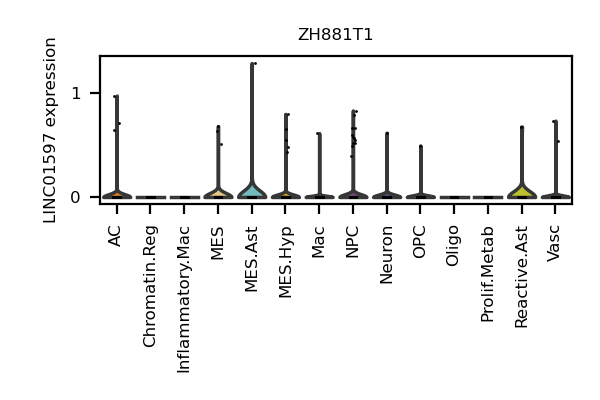 ZH881T1
LINC01597 expression
1
0
AC
Chromatin.Reg
Inflammatory.Mac
MES
MES.Ast
MES.Hyp
Mac
NPC
Neuron
OPC
Oligo
Prolif.Metab
Reactive.Ast
Vasc